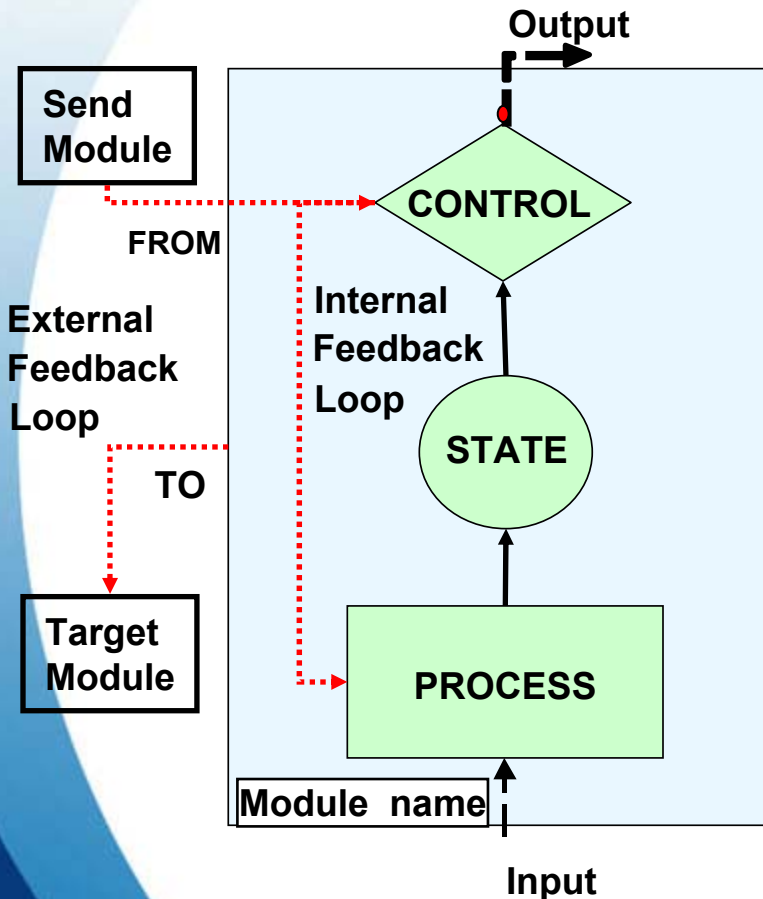 Output
Send
Module
CONTROL
FROM
Internal
Feedback
Loop
External
Feedback
Loop
STATE
TO
Target
Module
PROCESS
Module name
Input